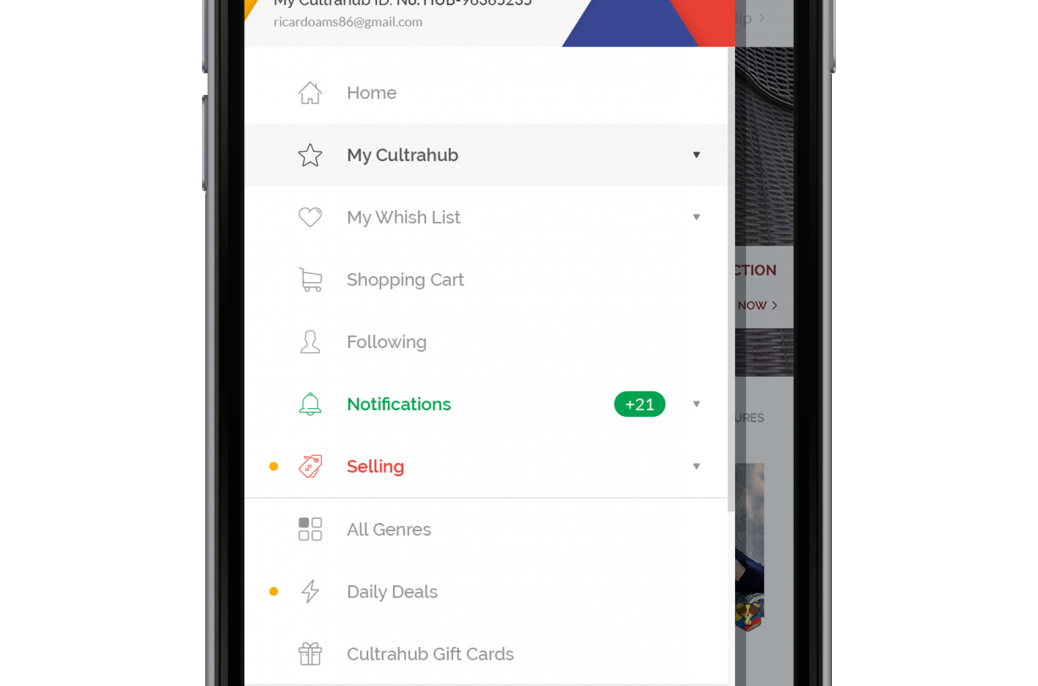 My Cultrahub ID: No. HUB-98365235
ricardoams86@gmail.com
Home
My Cultrahub
My Whish List
Shopping Cart
CTION
NOW
Following
Notifications
+21
URES
Selling
All Genres
Daily Deals
Cultrahub Gift Cards